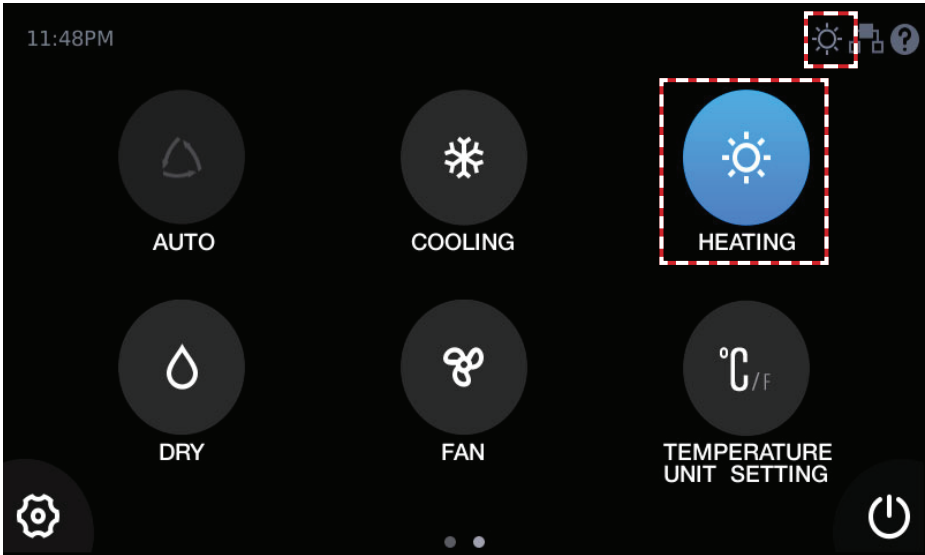 11:48PM
?
AUTO
COOLING
HEATING
°C/F
DRY
FAN
TEMPERATURE
UNIT SETTING